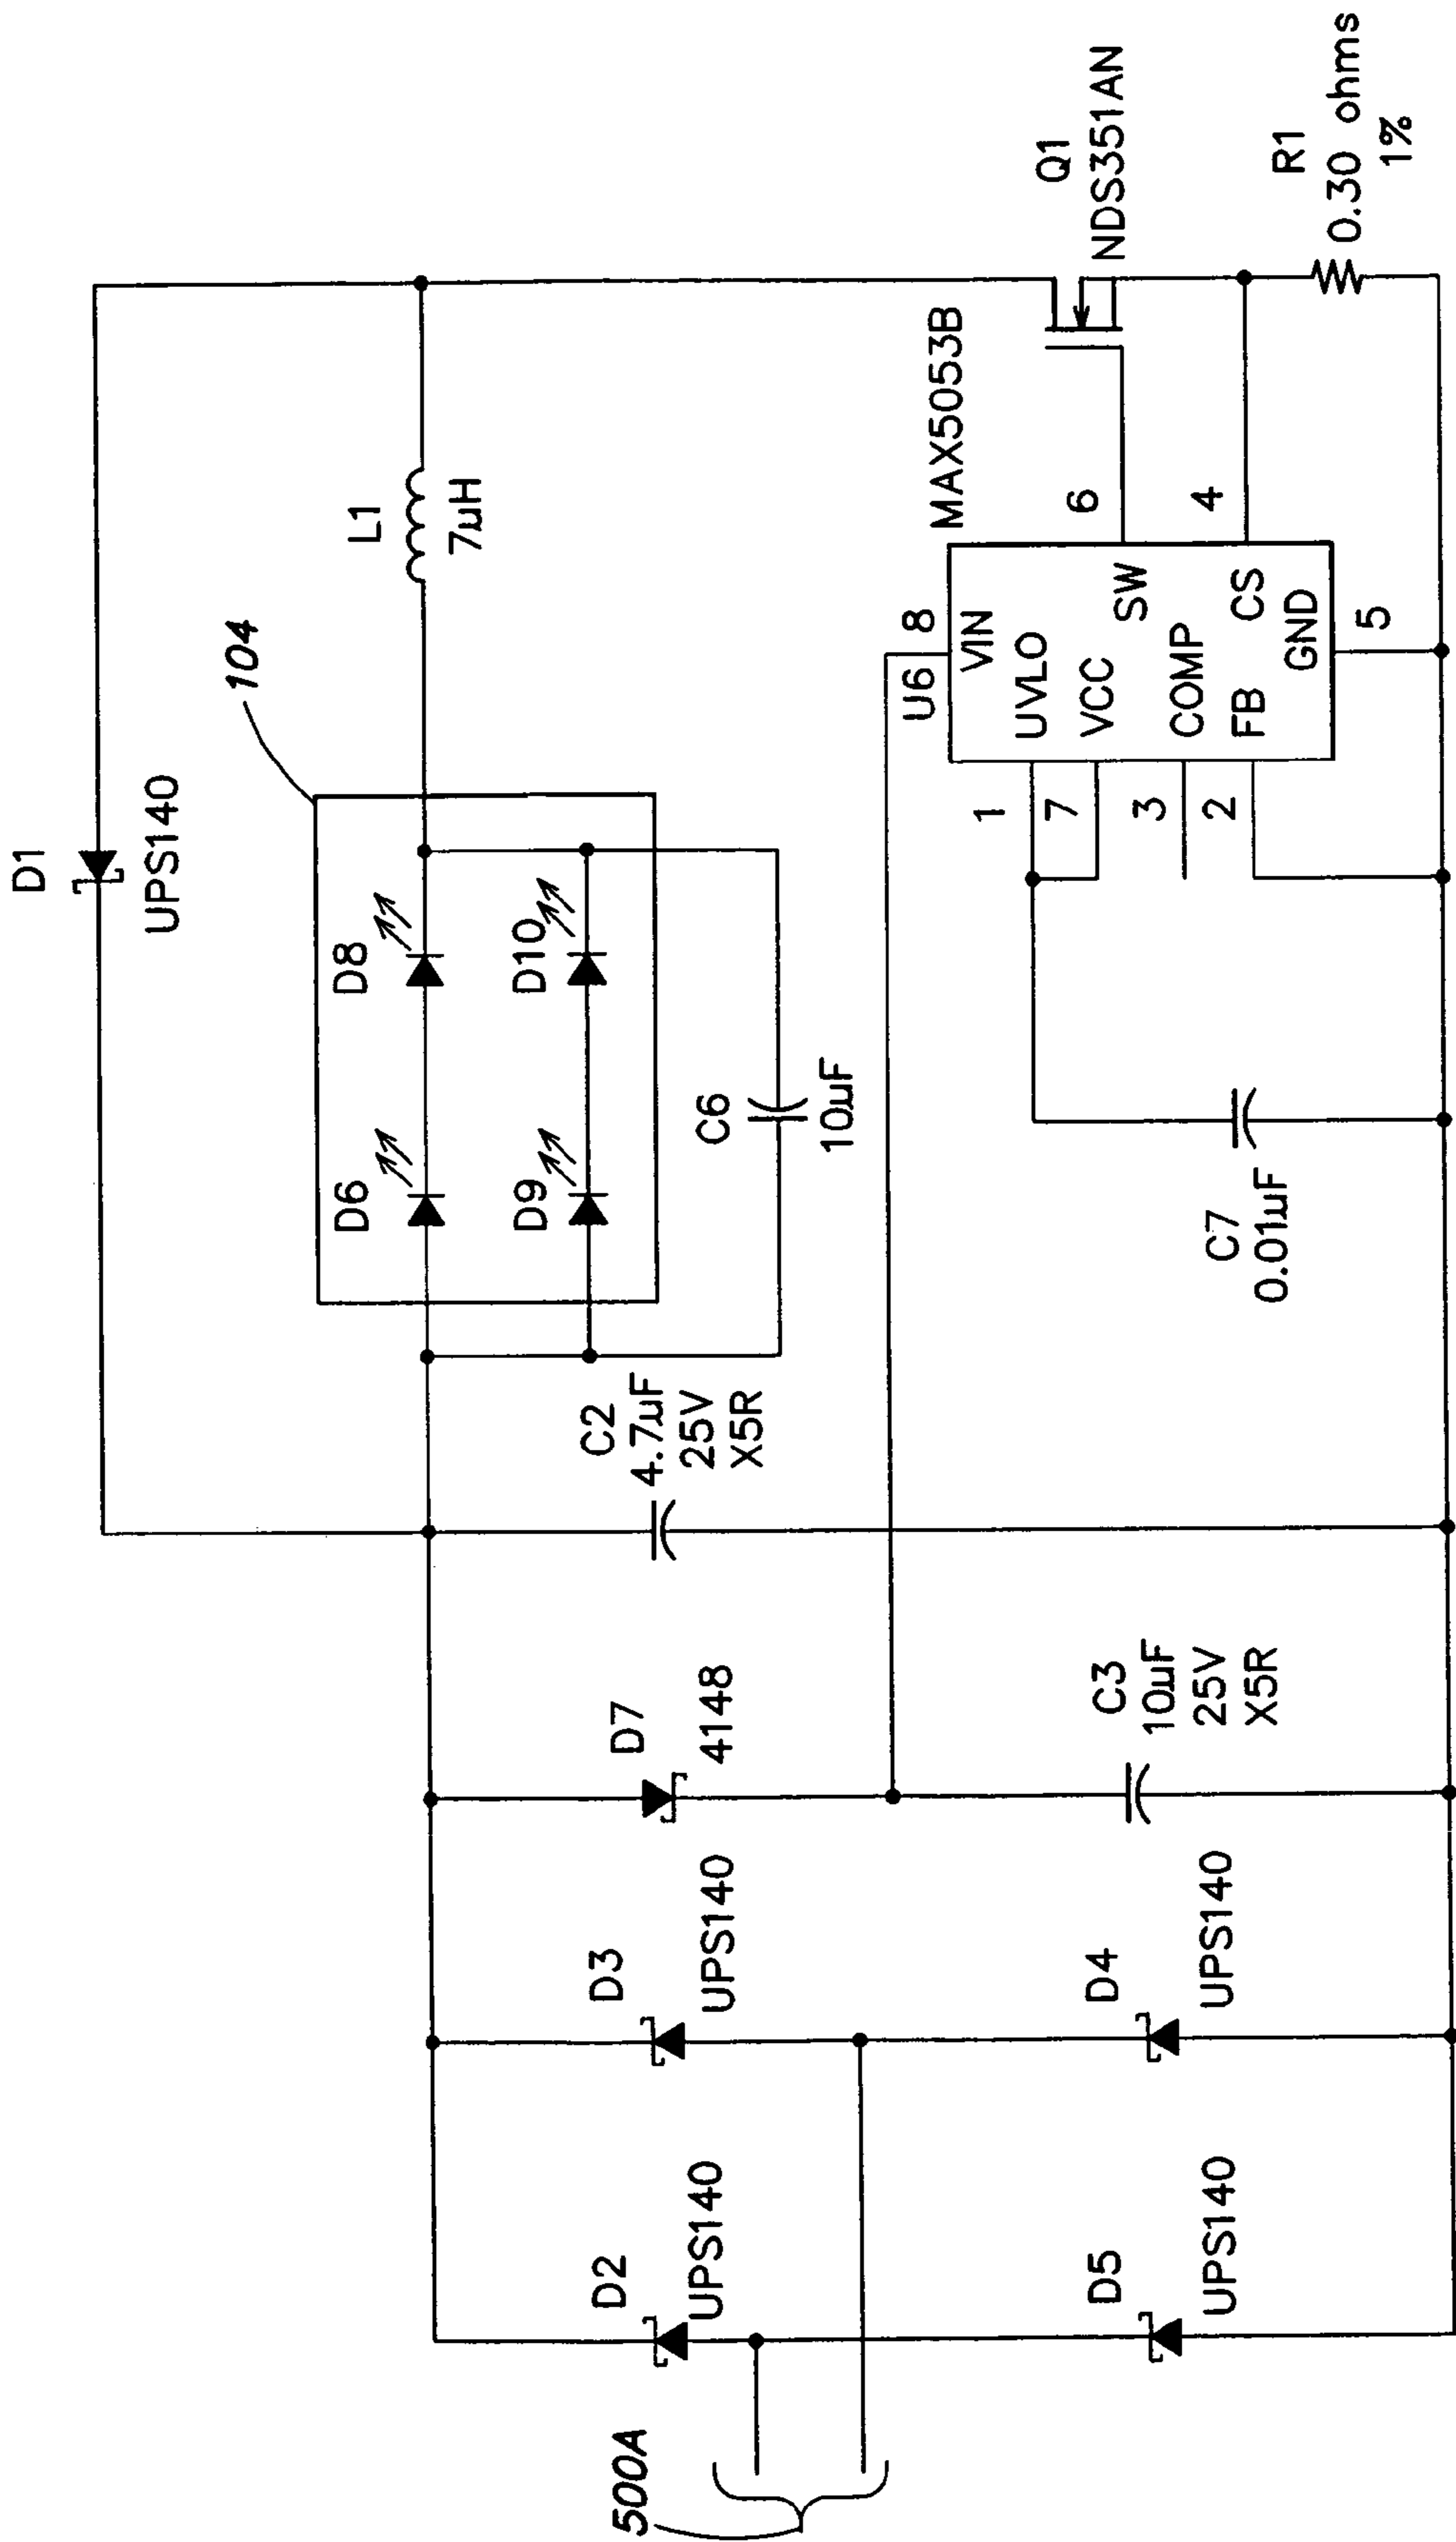 D1
UPS140
104
L1
7µH
D6
D8
D9
D10
C6
10µF
C2
4.7µF
25V
X5R
D7
4148
D3
UPS140
D2
UPS140
500A
D4
UPS140
D5
UPS140
C3
10µF
25V
X5R
C7
0.01µF
U6
8
MAX5053B
VIN
1
UVLO
7
VCC
SW
6
3
COMP
2
FB
CS
4
GND
5
Q1
NDS351AN
R1
0.30 ohms
1%